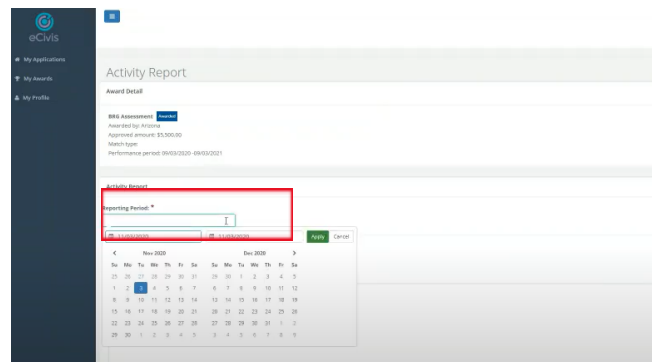 eCivis
My Applications
My Awards
My Profile
Activity Report
Award Detail
BRG Assessment Awarded
Awarded by: Arizona
Approved amount: $5,500.00
Match type:
Performance period: 09/03/2020 -09/03/2021
Activity Report
Reporting Period: *
11/03/2020 11/03/2020 Apply Cancel
Nov 2020 Dec 2020
Su Mo Tu We Th Fr Sa Su Mo Tu We Th Fr Sa
25 26 27 28 29 30 31 29 30 1 2 3 4 5
1 2 3 4 5 6 7 6 7 8 9 10 11 12
8 9 10 11 12 13 14 13 14 15 16 17 18 19
15 16 17 18 19 20 21 20 21 22 23 24 25 26
22 23 24 25 26 27 28 27 28 29 30 31 1 2
29 30 1 2 3 4 5 3 4 5 6 7 8 9